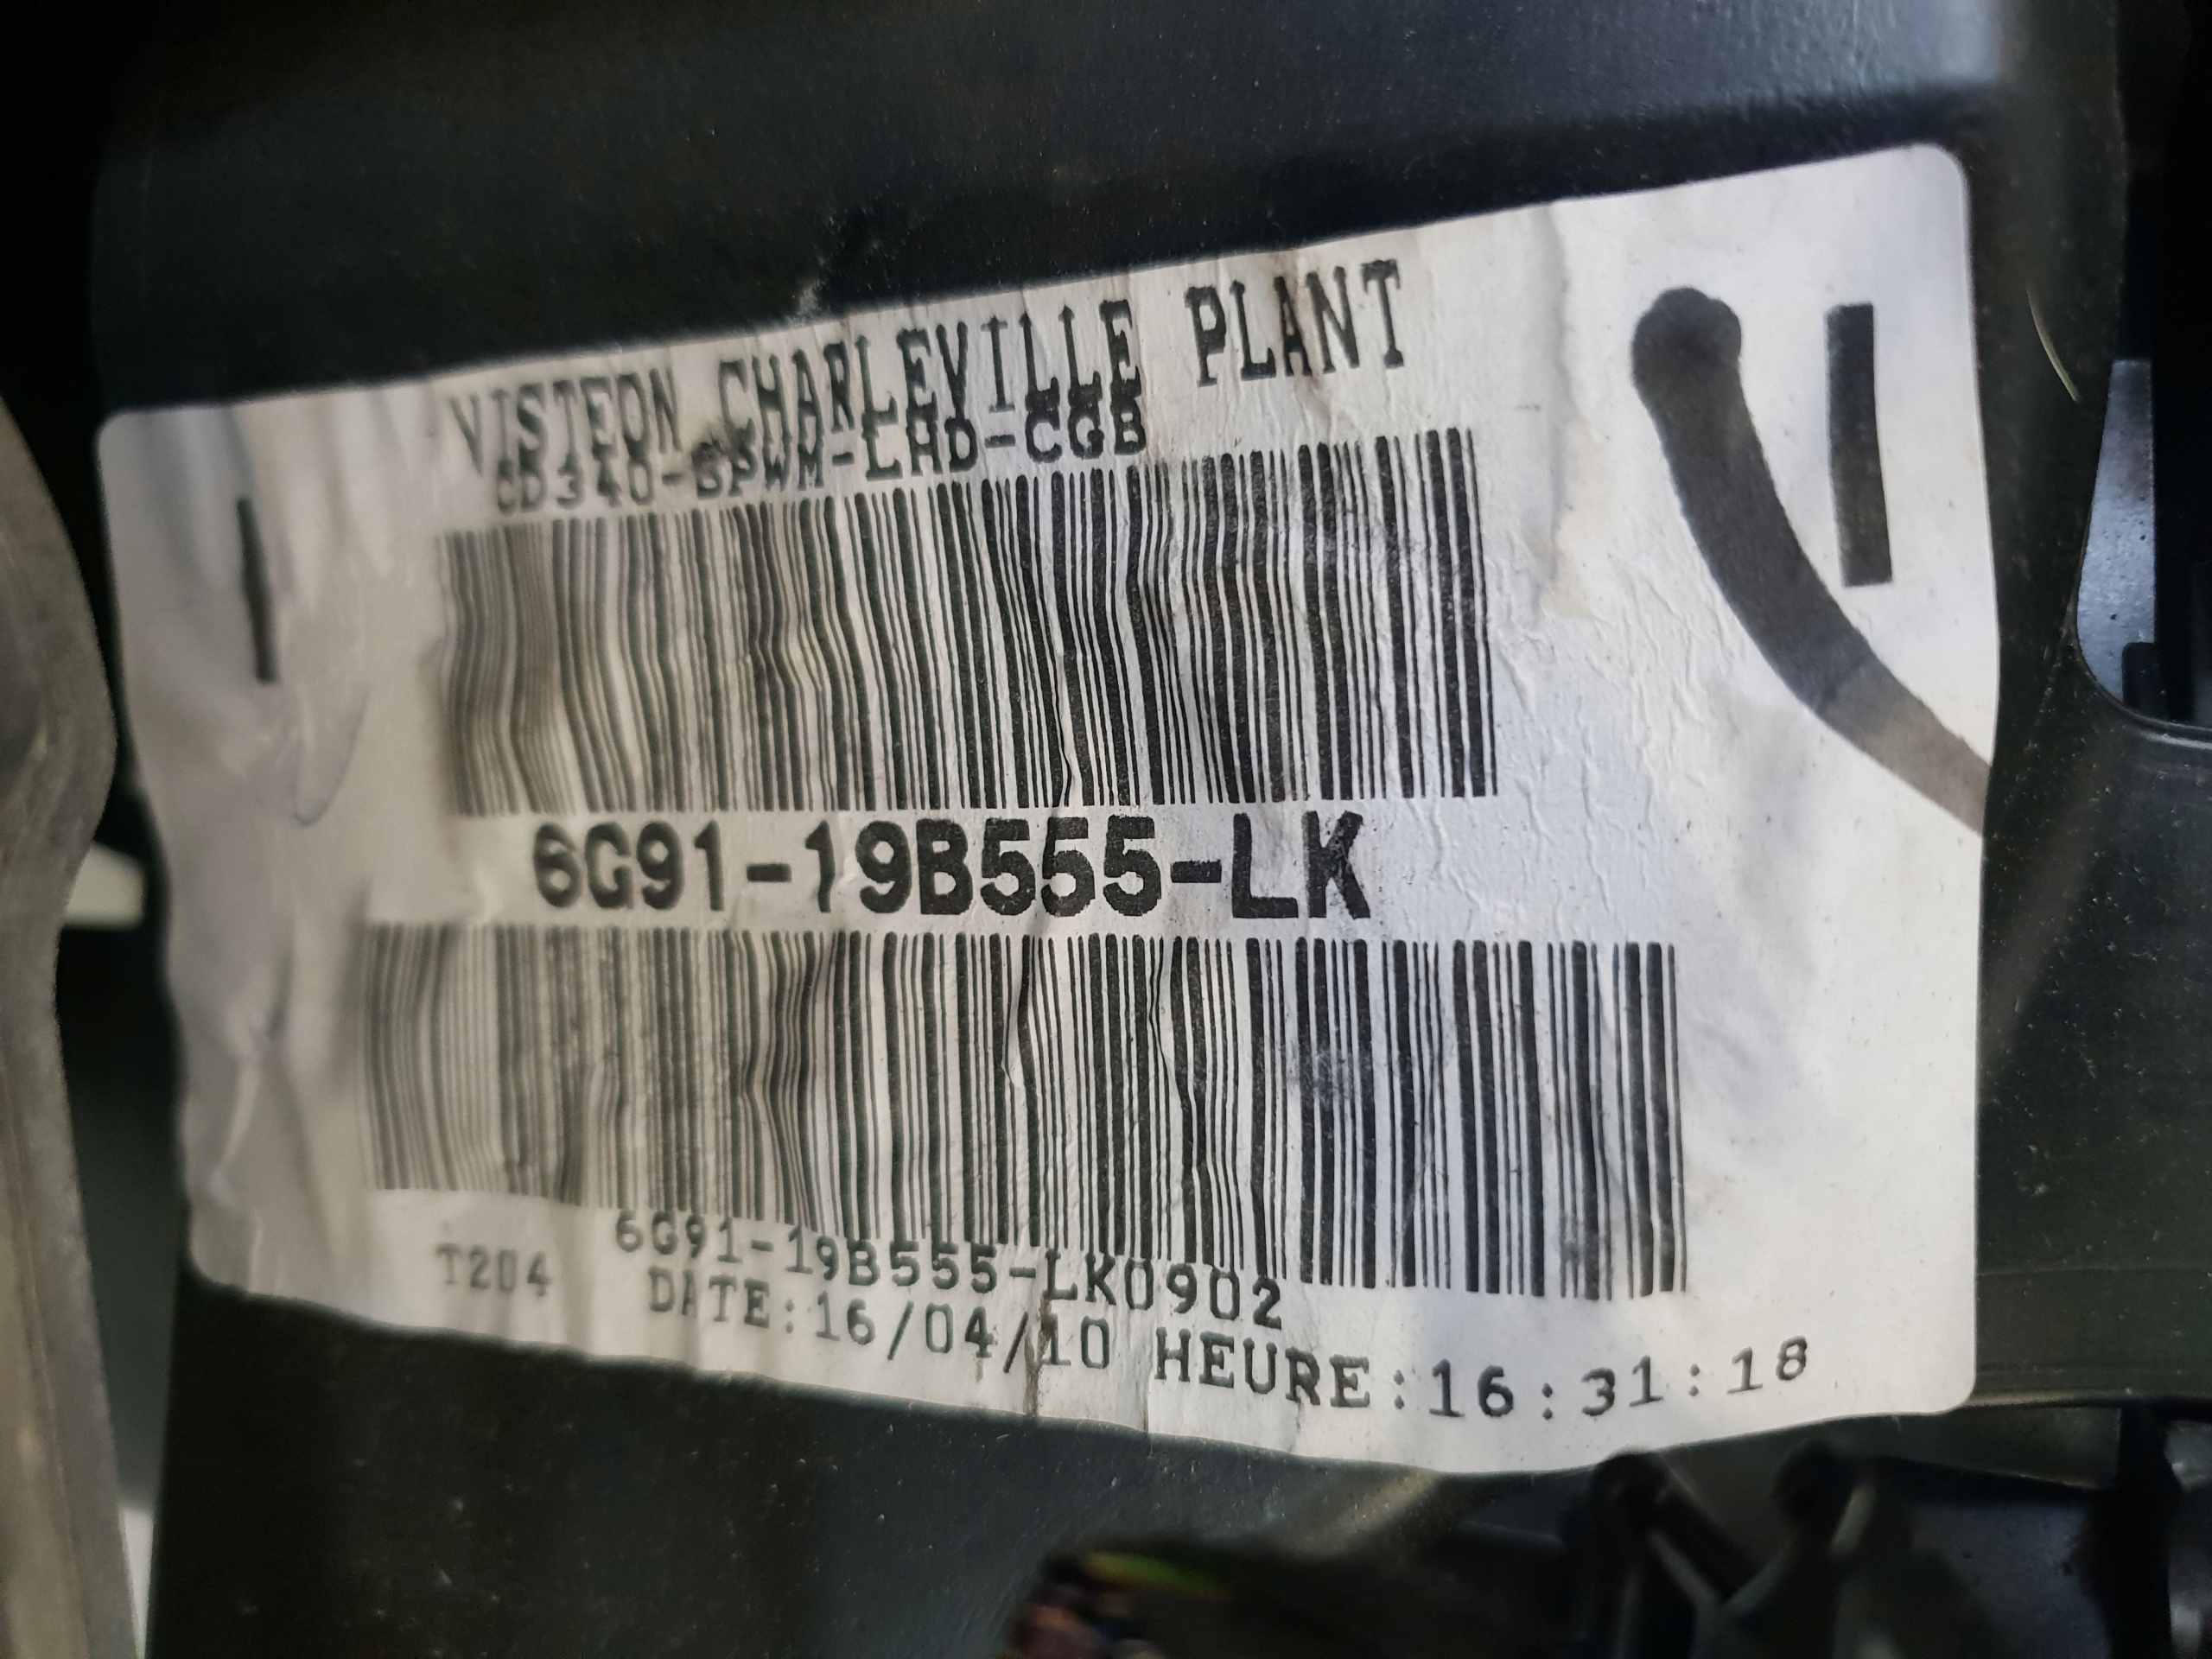 VISTEON CHARLEVILLE PLANT
CD340-SPWM-LHD-CGB
6G91-19B555-LK
6G91-19B555-LK0902
T204 DATE:16/04/10 HEURE:16:31:18